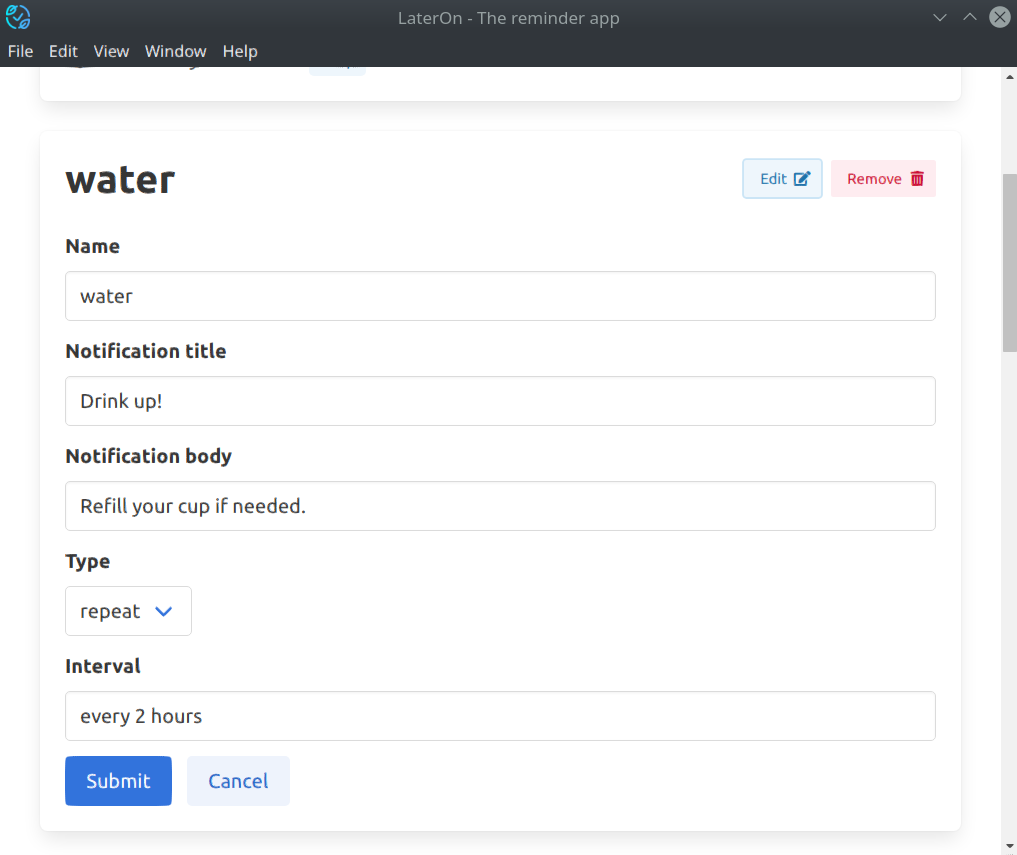 LaterOn - The reminder app
File Edit View Window Help
water
Edit Remove
Name
water
Notification title
Drink up!
Notification body
Refill your cup if needed.
Type
repeat
Interval
every 2 hours
Submit Cancel